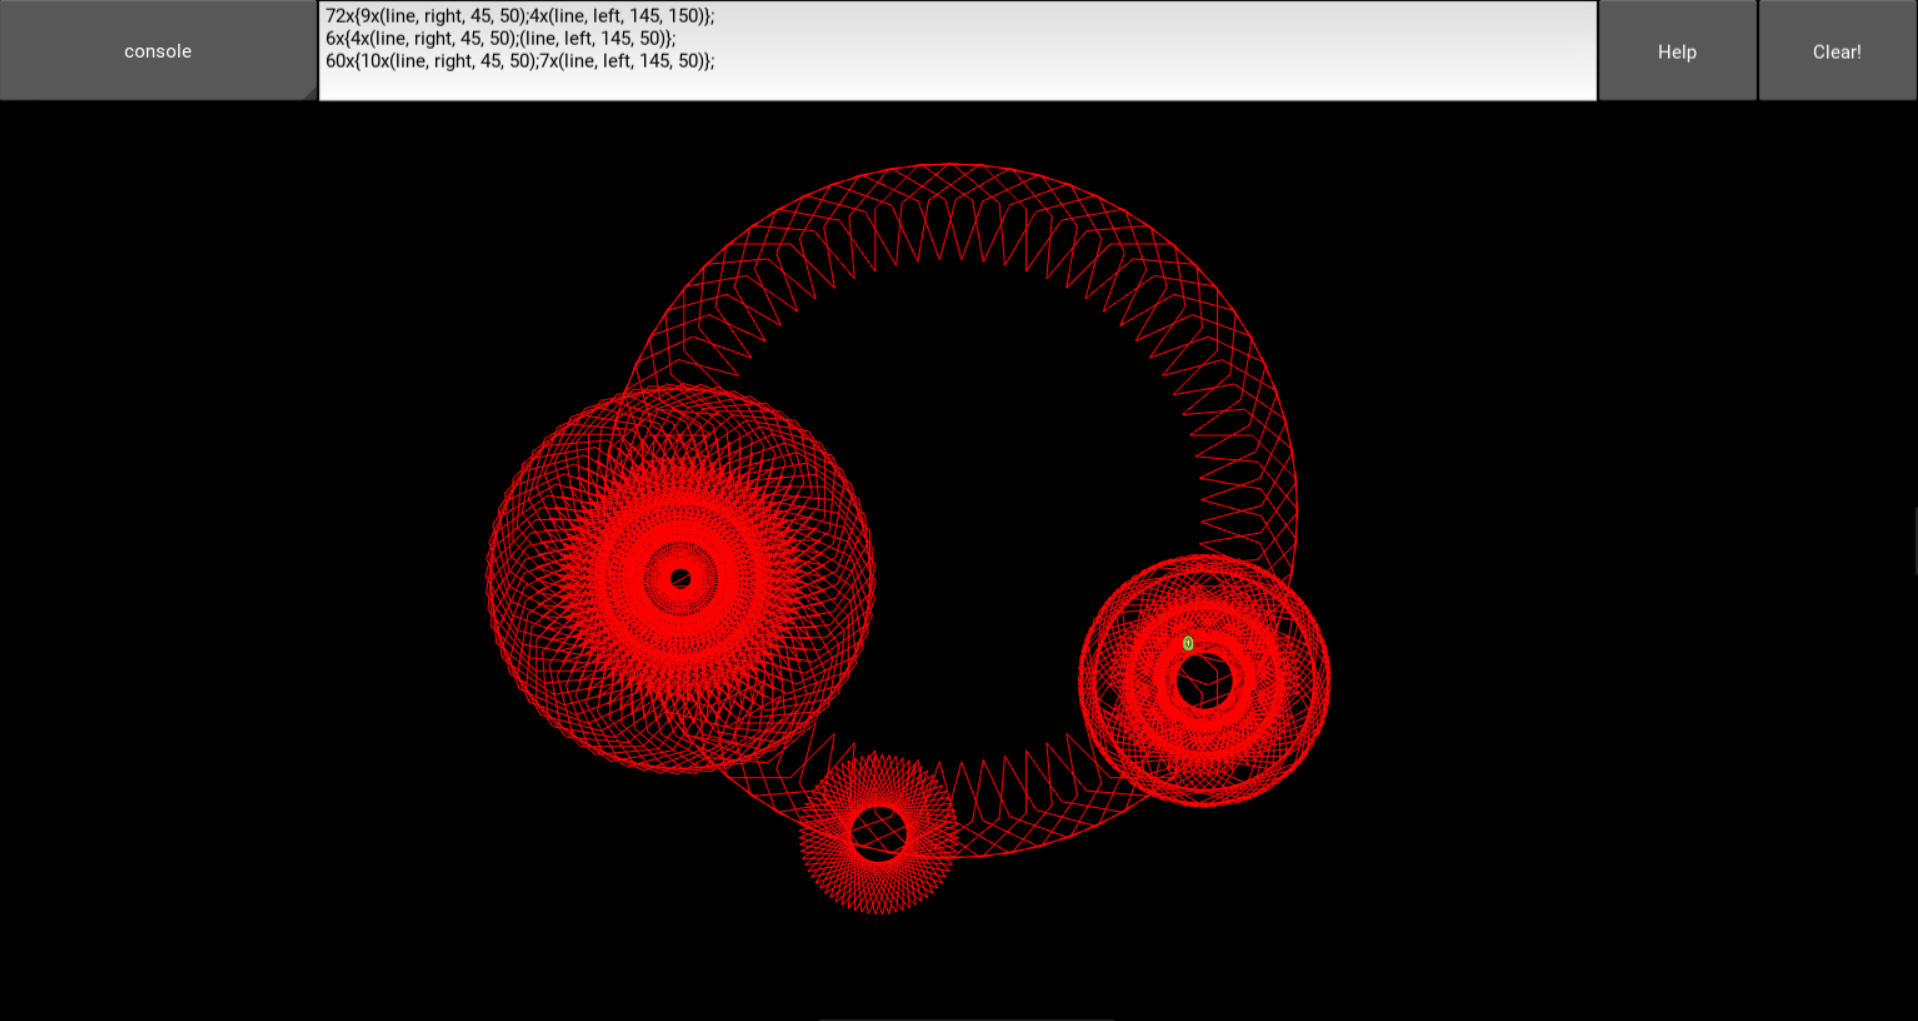 console
72x{9x(line, right, 45, 50);4x(line, left, 145, 150)};
6x{4x(line, right, 45, 50);(line, left, 145, 50)};
60x{10x(line, right, 45, 50);7x(line, left, 145, 50)};
Help
Clear!